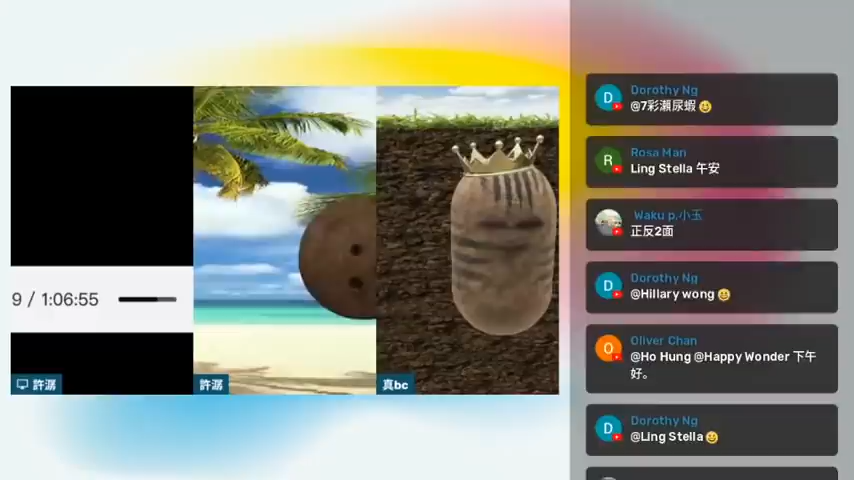 9 / 1:06:55
許潺
許潺
真bc
D
Dorothy Ng
@7彩瀨尿蝦 😆
R
Rosa Man
Ling Stella 午安
Waku p.小玉
正反2面
D
Dorothy Ng
@Hillary wong 😆
O
Oliver Chan
@Ho Hung @Happy Wonder 下午
好。
D
Dorothy Ng
@Ling Stella 😆